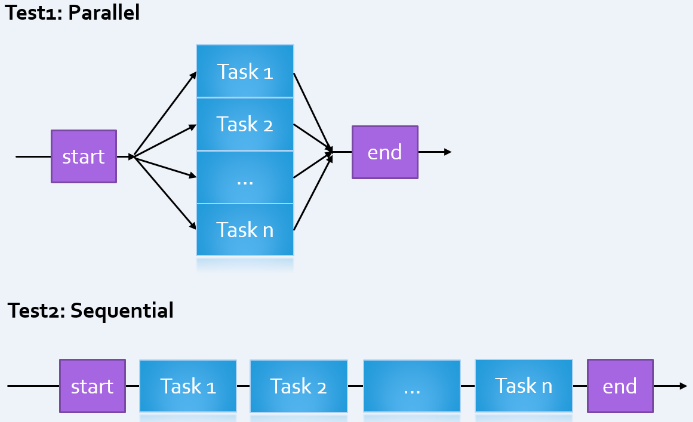 Test1: Parallel
Task 1
Task 2
start
end
...
Task n
Test2: Sequential
start Task 1 Task 2 ... Task n end